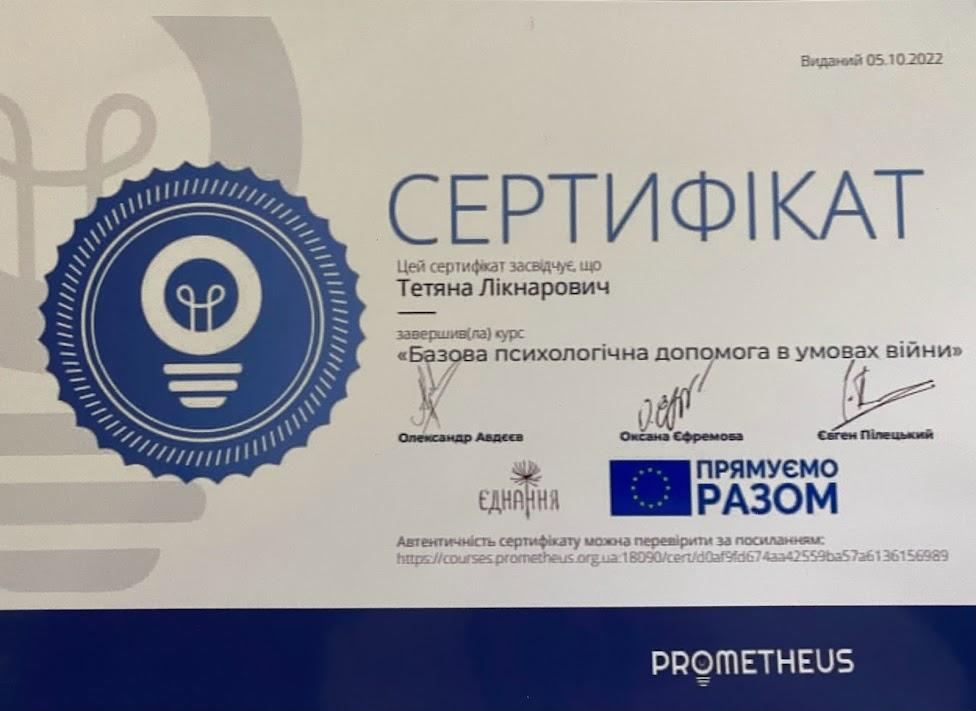 Виданий 05.10.2022
СЕРТИФІКАТ
Цей сертифікат засвідчує, що
Тетяна Лікнарович
завершив(ла) курс
«Базова психологічна допомога в умовах війни»
Олександр Авдєєв Оксана Єфремова Євген Пілецький
ЄДНАННЯ ПРЯМУЄМО
РАЗОМ
Автентичність сертифікату можна перевірити за посиланням:
https://courses.prometheus.org.ua:18090/cert/d0af9fd674aa42559ba57a6136156989
PROMETHEUS